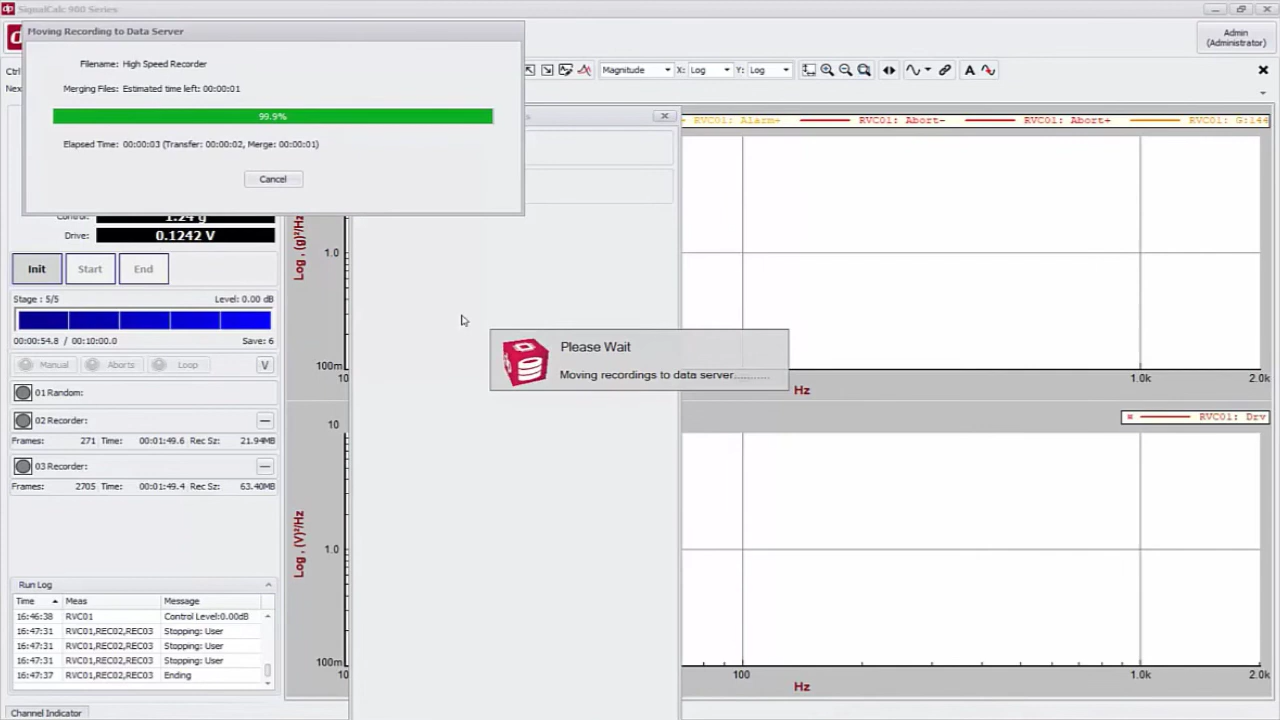 SignalCalc 900 Series
Moving Recording to Data Server
Admin
(Administrator)
Filename: High Speed Recorder
Ctrl
Magnitude X: Log Y: Log
Merging Files: Estimated time left: 00:00:01
99.9%
RVC01: Alarm+ RVC01: Abort- RVC01: Abort+ RVC01: G:144
Elapsed Time: 00:00:03 (Transfer: 00:00:02, Merge: 00:00:01)
Cancel
Control: 1.24 g
Drive: 0.1242 V
Init Start End
Stage : 5/5 Level: 0.00 dB
00:00:54.8 / 00:10:00.0 Save: 6
Manual Aborts Loop V
01 Random:
02 Recorder:
Frames: 271 Time: 00:01:49.6 Rec Sz: 21.94MB
03 Recorder:
Frames: 2705 Time: 00:01:49.4 Rec Sz: 63.40MB
Run Log
Time Meas Message
16:46:38 RVC01 Control Level:0.00dB
16:47:31 RVC01,REC02,REC03 Stopping: User
16:47:31 RVC01,REC02,REC03 Stopping: User
16:47:31 RVC01,REC02,REC03 Stopping: User
16:47:37 RVC01,REC02,REC03 Ending
Channel Indicator
Log , (g)²/Hz
1.0
100m
10
1.0k
2.0k
Hz
Please Wait
Moving recordings to data server..........
RVC01: Drv
Log , (V)²/Hz
10
1.0
100m
10
100
1.0k
2.0k
Hz